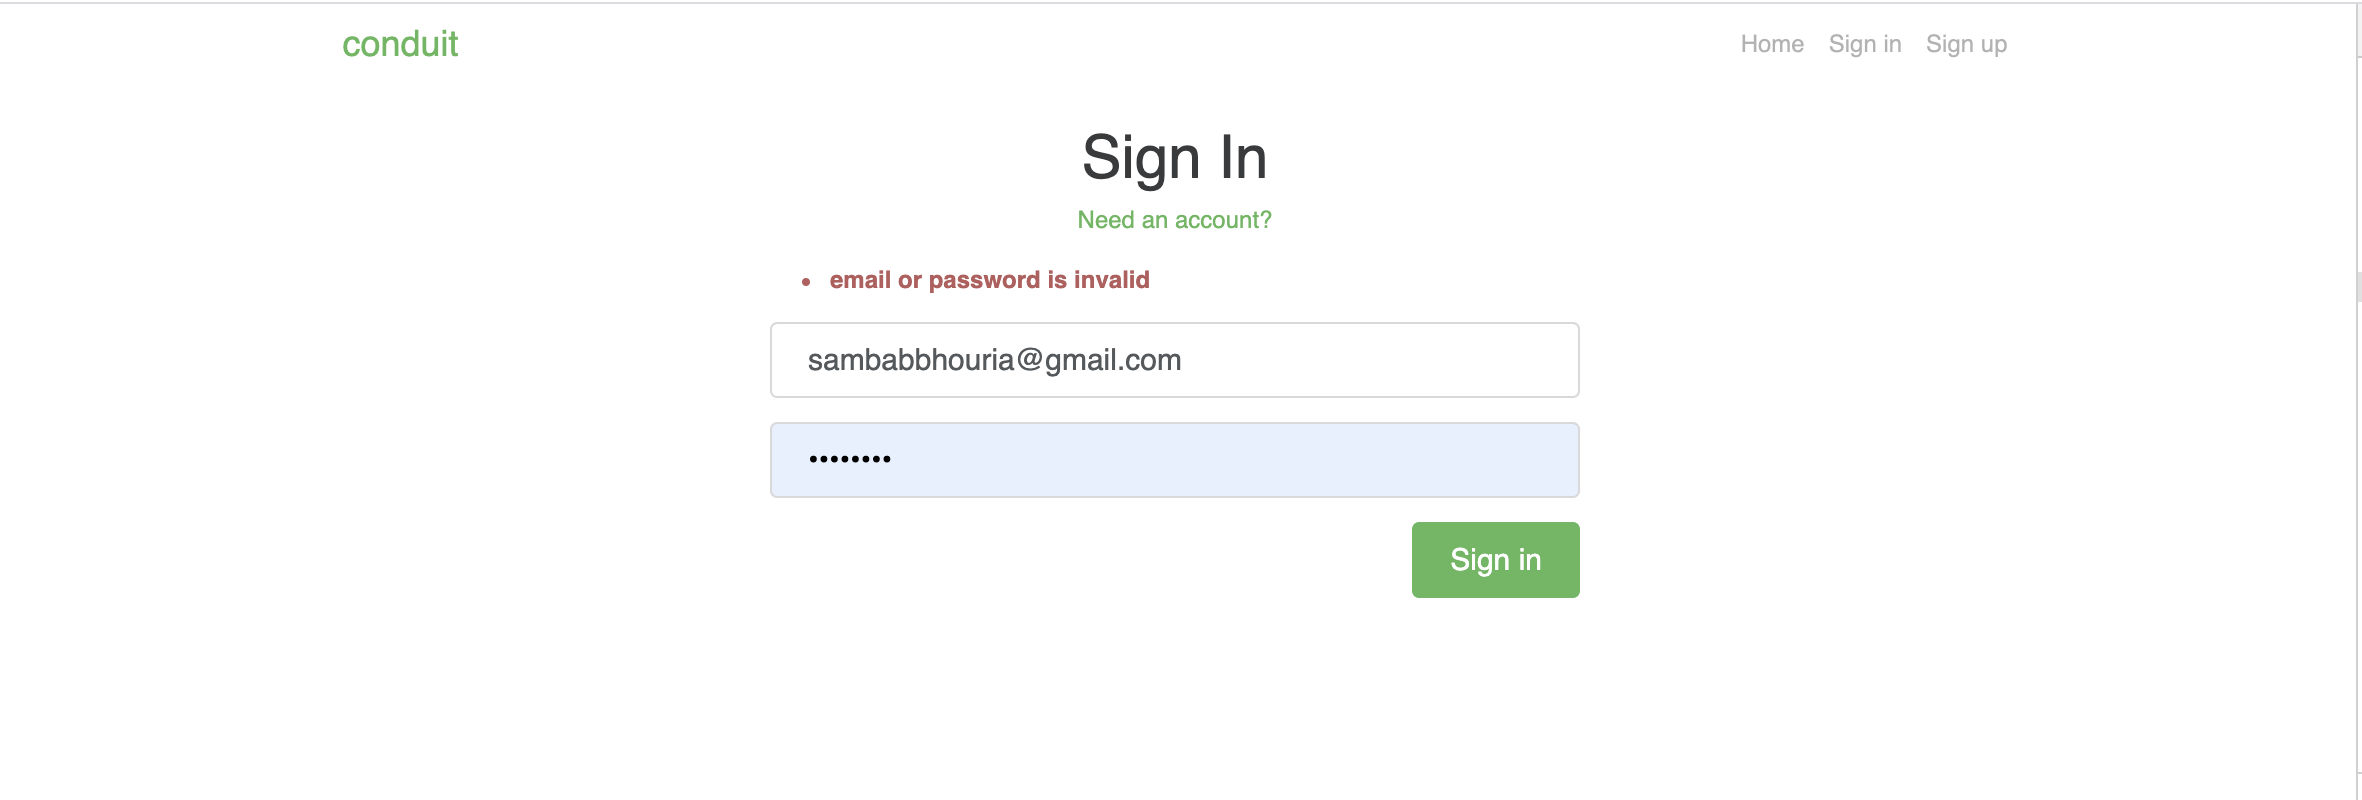 conduit
Home Sign in Sign up
Sign In
Need an account?
• email or password is invalid
sambabbhouria@gmail.com
••••••••
Sign in